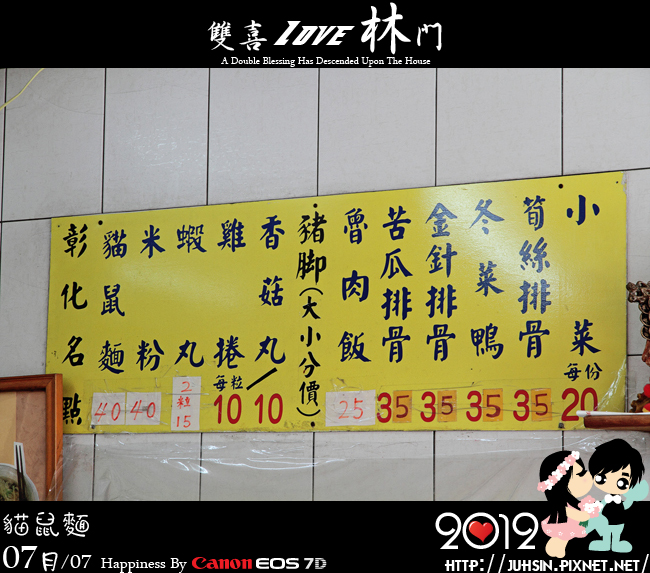 雙喜 LOVE 林門
A Double Blessing Has Descended Upon The House
彰化名點
貓鼠麵 40
米粉 40
蝦丸 2粒15
雞捲 每粒 10
香菇丸 10
豬脚(大小分價)
魯肉飯 25
苦瓜排骨 35
金針排骨 35
冬菜鴨 35
筍絲排骨 35
小菜 每份 20
貓鼠麵
07月/07 Happiness By Canon EOS 7D
2012
HTTP://JUHSIN.PIXNET.NET/